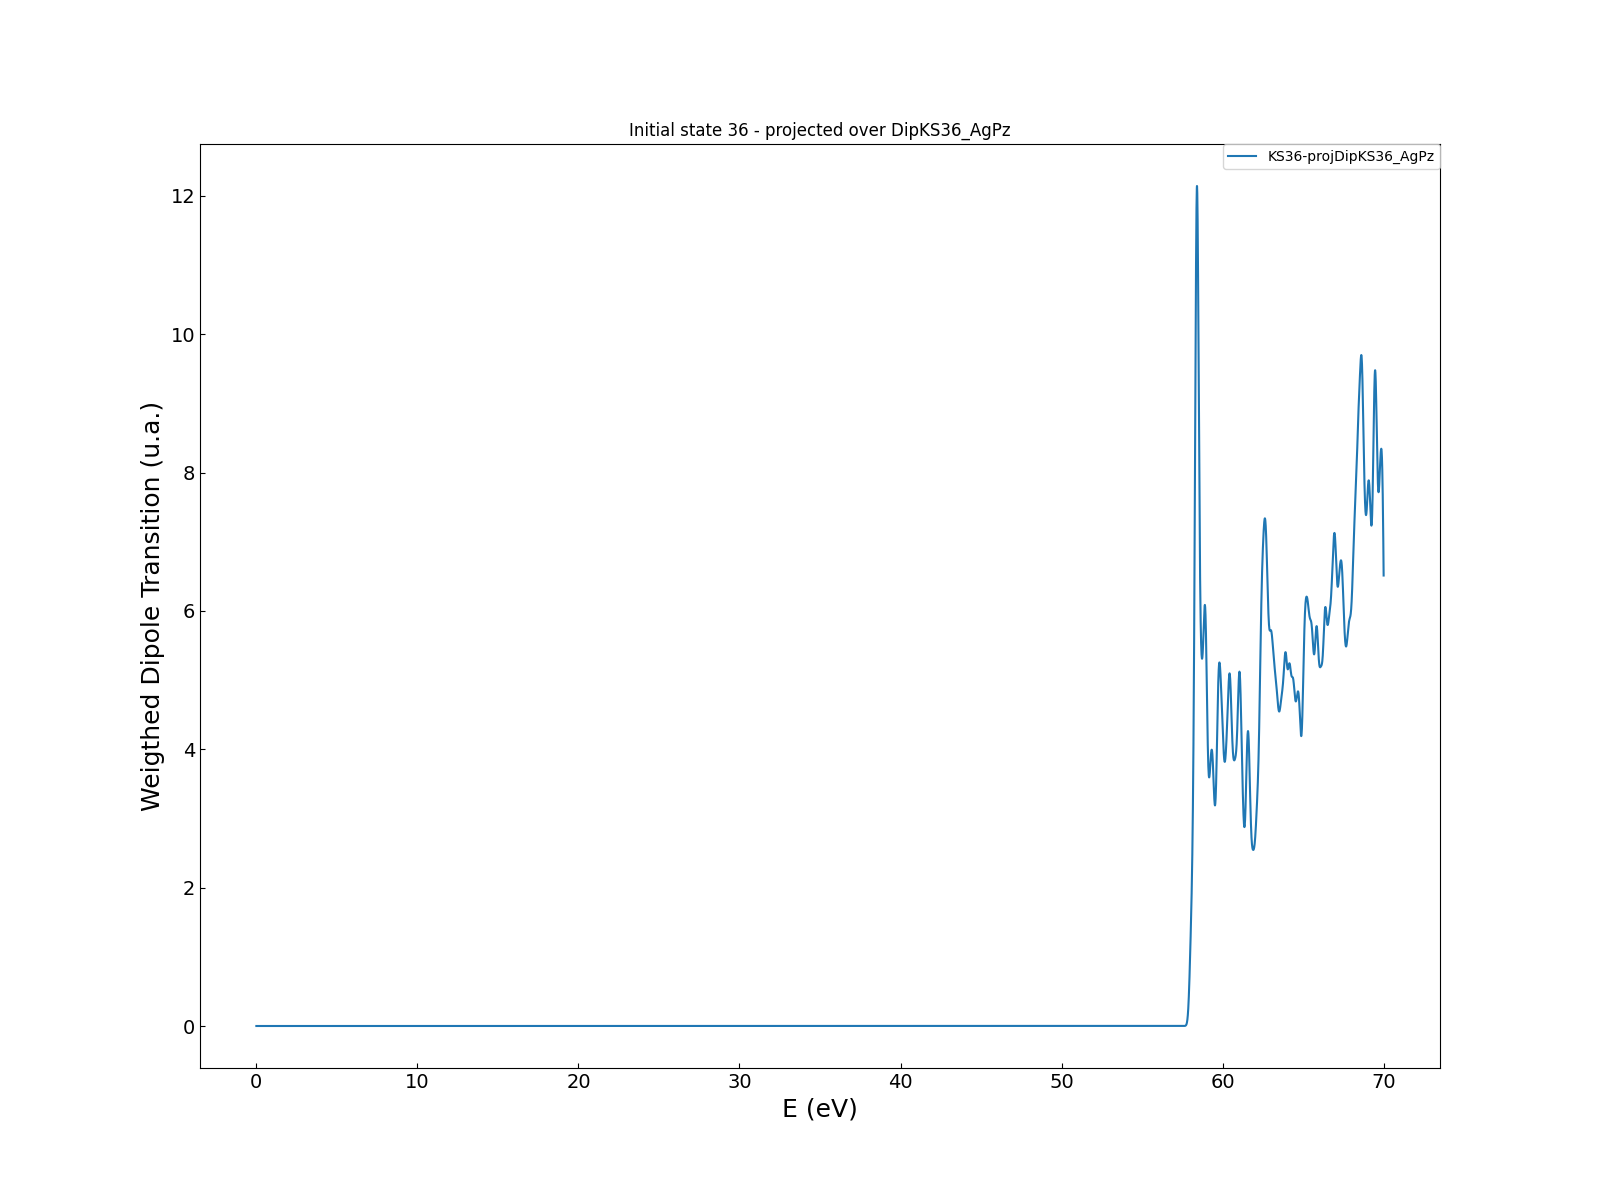 Initial state 36 - projected over DipKS36_AgPz
KS36-projDipKS36_AgPz
12
10
8
6
4
2
0
Weigthed Dipole Transition (u.a.)
0 10 20 30 40 50 60 70
E (eV)